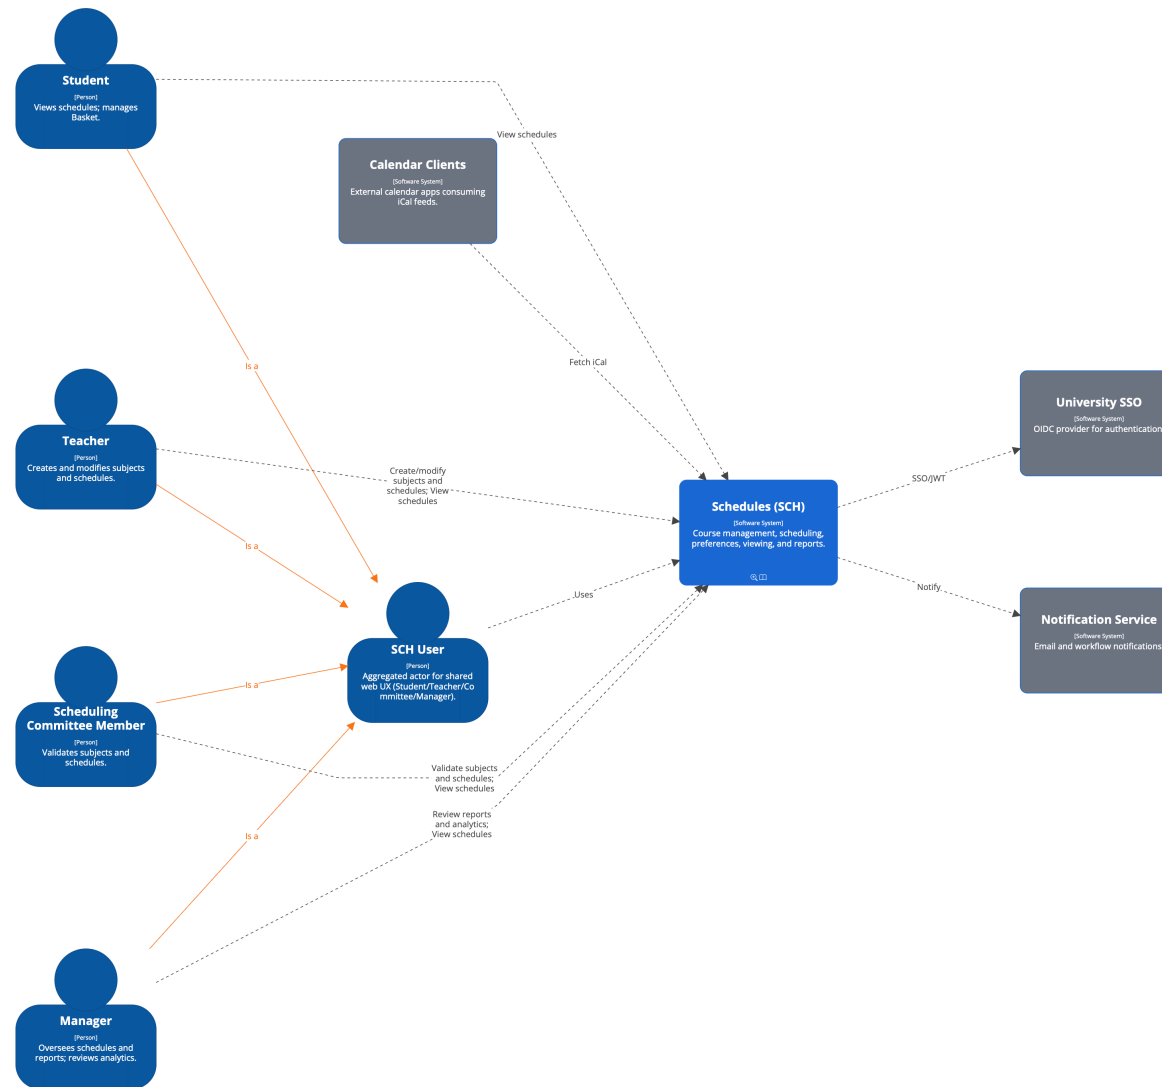 Student
[Person]
Views schedules; manages
Basket.
View schedules
Calendar Clients
[Software System]
External calendar apps consuming
iCal feeds.
Is a
Fetch iCal
Teacher
[Person]
Creates and modifies subjects
and schedules.
Create/modify
subjects and
schedules; View
schedules
University SSO
[Software System]
OIDC provider for authentication
SSO/JWT
Schedules (SCH)
[Software System]
Course management, scheduling,
preferences, viewing, and reports.
Is a
Uses
Notify
Notification Service
[Software System]
Email and workflow notifications
SCH User
[Person]
Aggregated actor for shared
web UX (Student/Teacher/Co
mmittee/Manager).
Is a
Scheduling
Committee Member
[Person]
Validates subjects and
schedules.
Validate subjects
and schedules;
View schedules
Review reports
and analytics;
View schedules
Is a
Manager
[Person]
Oversees schedules and
reports; reviews analytics.